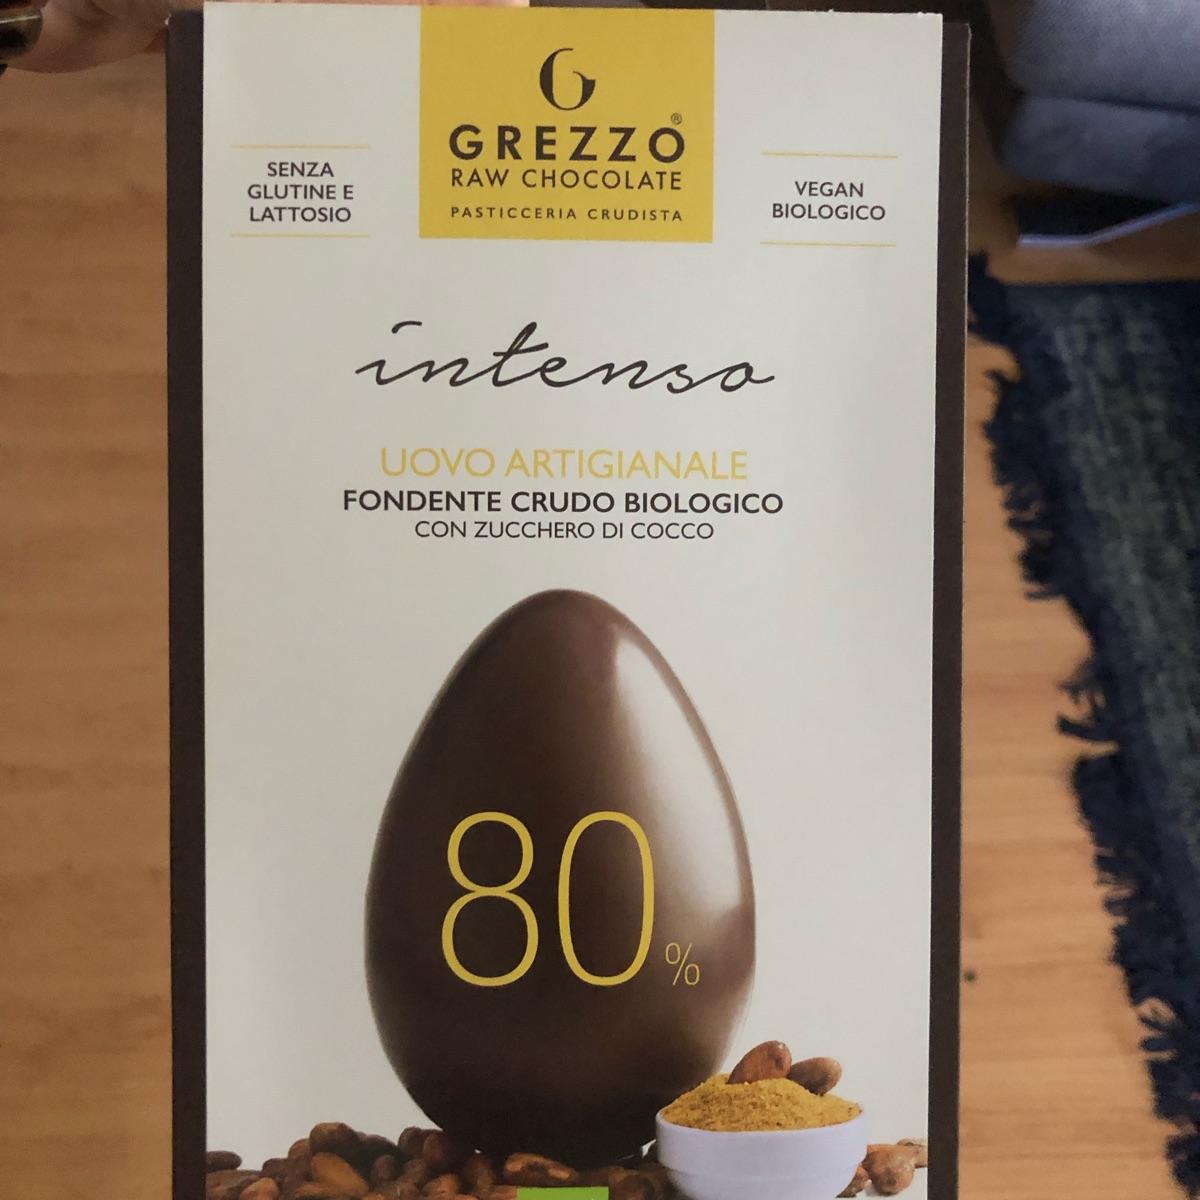 G
GREZZO®
RAW CHOCOLATE
PASTICCERIA CRUDISTA
SENZA
GLUTINE E
LATTOSIO
VEGAN
BIOLOGICO
intenso
UOVO ARTIGIANALE
FONDENTE CRUDO BIOLOGICO
CON ZUCCHERO DI COCCO
80%